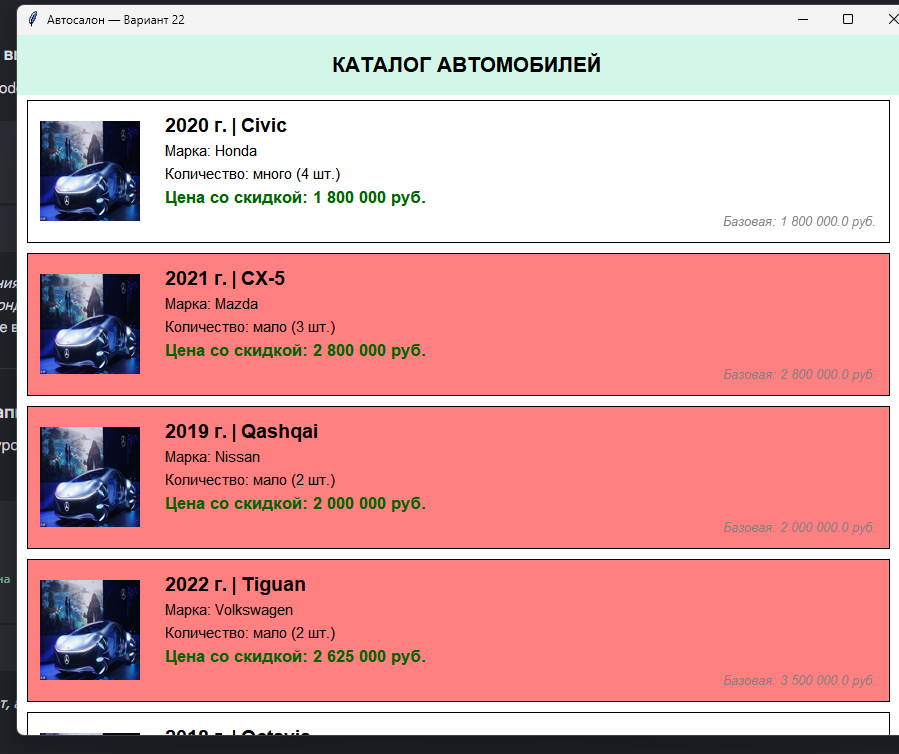 Автосалон — Вариант 22
КАТАЛОГ АВТОМОБИЛЕЙ
2020 г. | Civic
Марка: Honda
Количество: много (4 шт.)
Цена со скидкой: 1 800 000 руб.
Базовая: 1 800 000.0 руб.
2021 г. | CX-5
Марка: Mazda
Количество: мало (3 шт.)
Цена со скидкой: 2 800 000 руб.
Базовая: 2 800 000.0 руб.
2019 г. | Qashqai
Марка: Nissan
Количество: мало (2 шт.)
Цена со скидкой: 2 000 000 руб.
Базовая: 2 000 000.0 руб.
2022 г. | Tiguan
Марка: Volkswagen
Количество: мало (2 шт.)
Цена со скидкой: 2 625 000 руб.
Базовая: 3 500 000.0 руб.